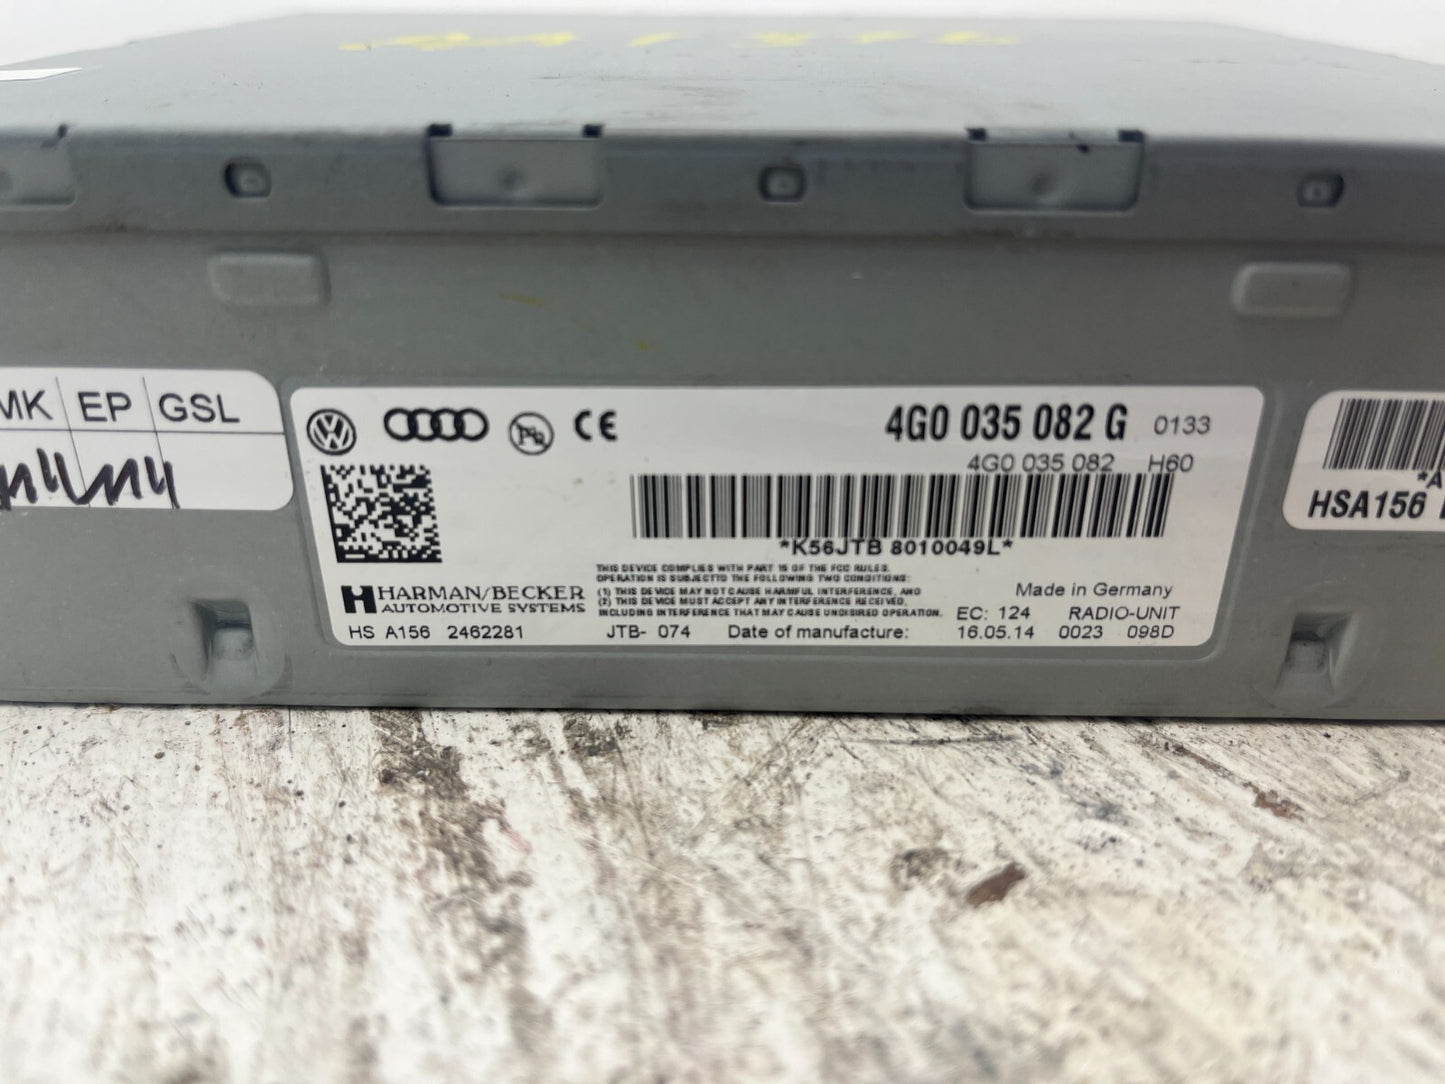 MK EP GSL
4G0 035 082 G 0133
4G0 035 082 H60
*K56JTB 8010049L*
THIS DEVICE COMPLIES WITH PART 15 OF THE FCC RULES.
OPERATION IS SUBJECTTO THE FOLLOWING TWO CONDITIONS:
(1) THIS DEVICE MAY NOT CAUSE HARMFUL INTERFERENCE, AND
(2) THIS DEVICE MUST ACCEPT ANY INTERFERENCE RECEIVED,
INCLUDING INTERFERENCE THAT MAY CAUSE UNDISIRED OPERATION.
HARMAN/BECKER
AUTOMOTIVE SYSTEMS
Made in Germany
EC: 124 RADIO-UNIT
HS A156 2462281 JTB- 074 Date of manufacture: 16.05.14 0023 098D
*A
HSA156